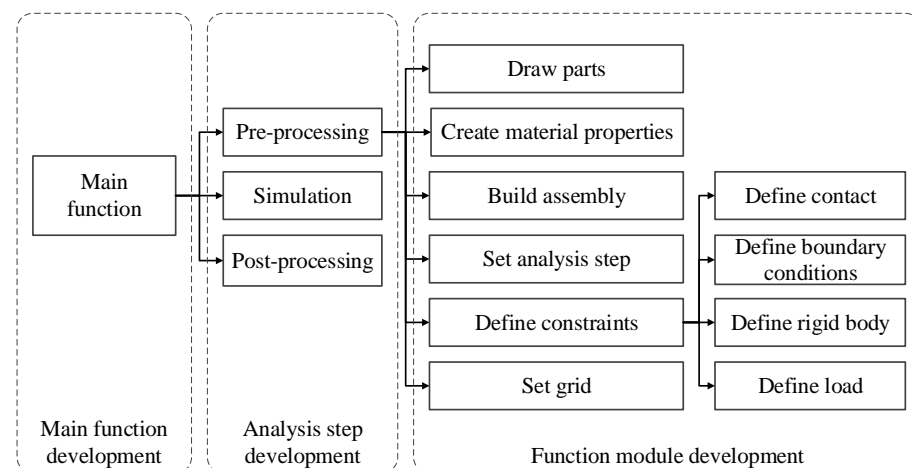 Main
function
Main function
development
Pre-processing
Simulation
Post-processing
Analysis step
development
Draw parts
Create material properties
Build assembly
Set analysis step
Define constraints
Set grid
Define contact
Define boundary
conditions
Define rigid body
Define load
Function module development